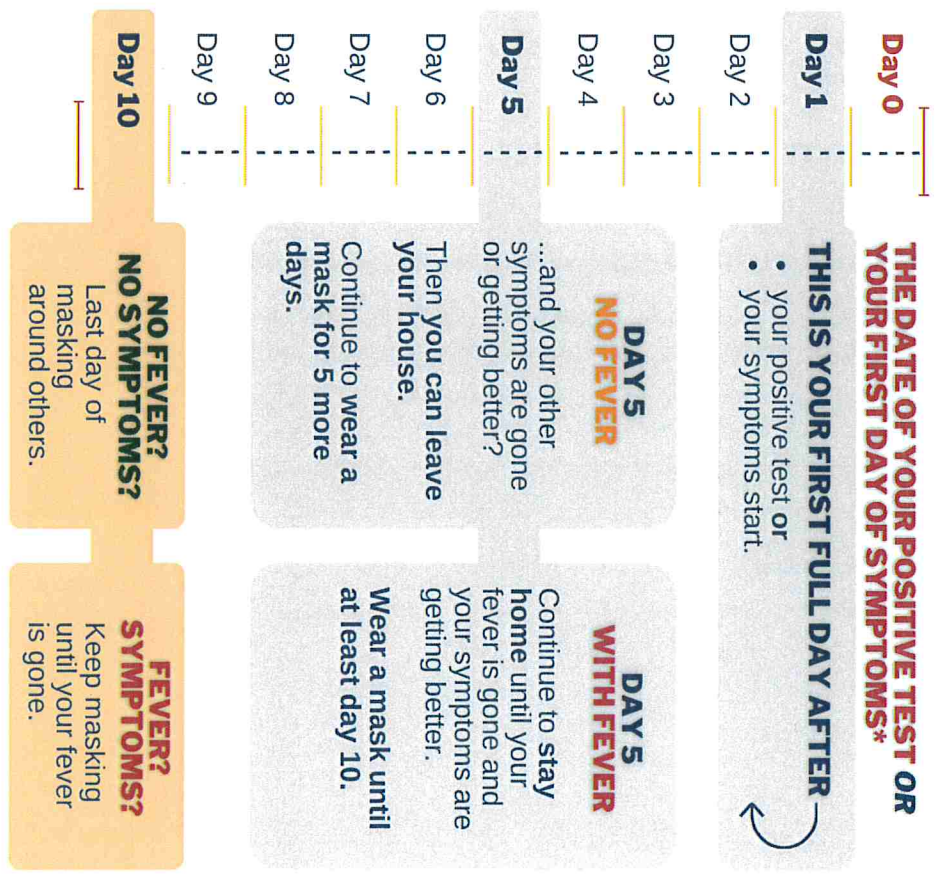 Day 0
THE DATE OF YOUR POSITIVE TEST OR
YOUR FIRST DAY OF SYMPTOMS*
Day 1
THIS IS YOUR FIRST FULL DAY AFTER
• your positive test or
• your symptoms start.
Day 2
Day 3
Day 4
Day 5
Day 6
Day 7
Day 8
Day 9
DAY 5
NO FEVER
...and your other
symptoms are gone
or getting better?
Then you can leave
your house.
Continue to wear a
mask for 5 more
days.
DAY 5
WITH FEVER
Continue to stay
home until your
fever is gone and
your symptoms are
getting better.
Wear a mask until
at least day 10.
Day 10
NO FEVER?
NO SYMPTOMS?
Last day of
masking
around others.
FEVER?
SYMPTOMS?
Keep masking
until your fever
is gone.